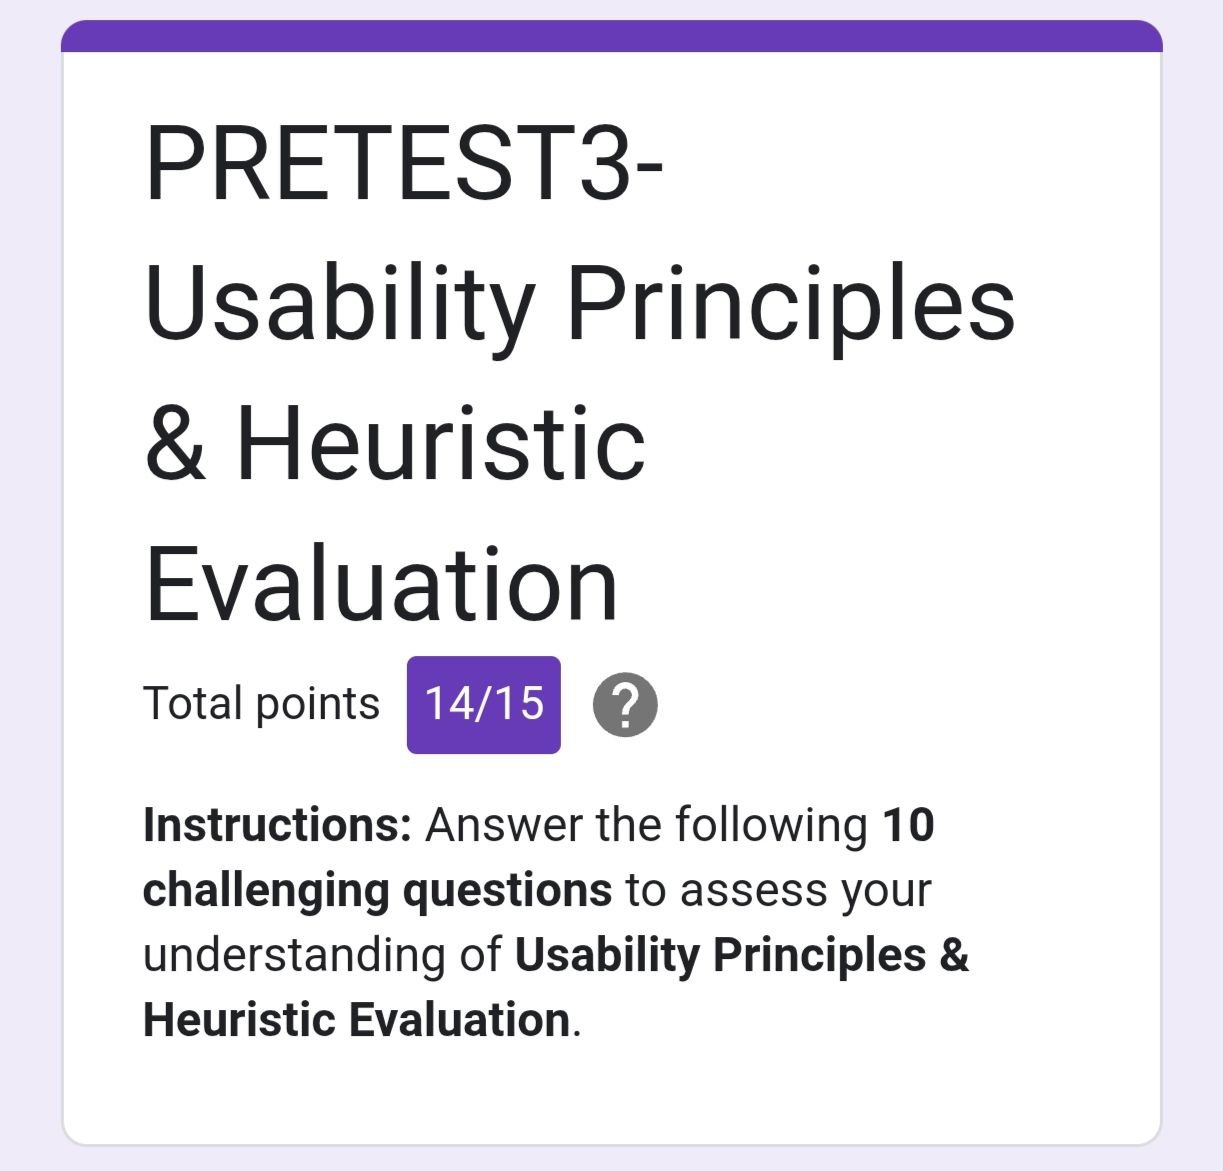 PRETEST3-
Usability Principles
& Heuristic
Evaluation
Total points 14/15 ?
Instructions: Answer the following 10
challenging questions to assess your
understanding of Usability Principles &
Heuristic Evaluation.